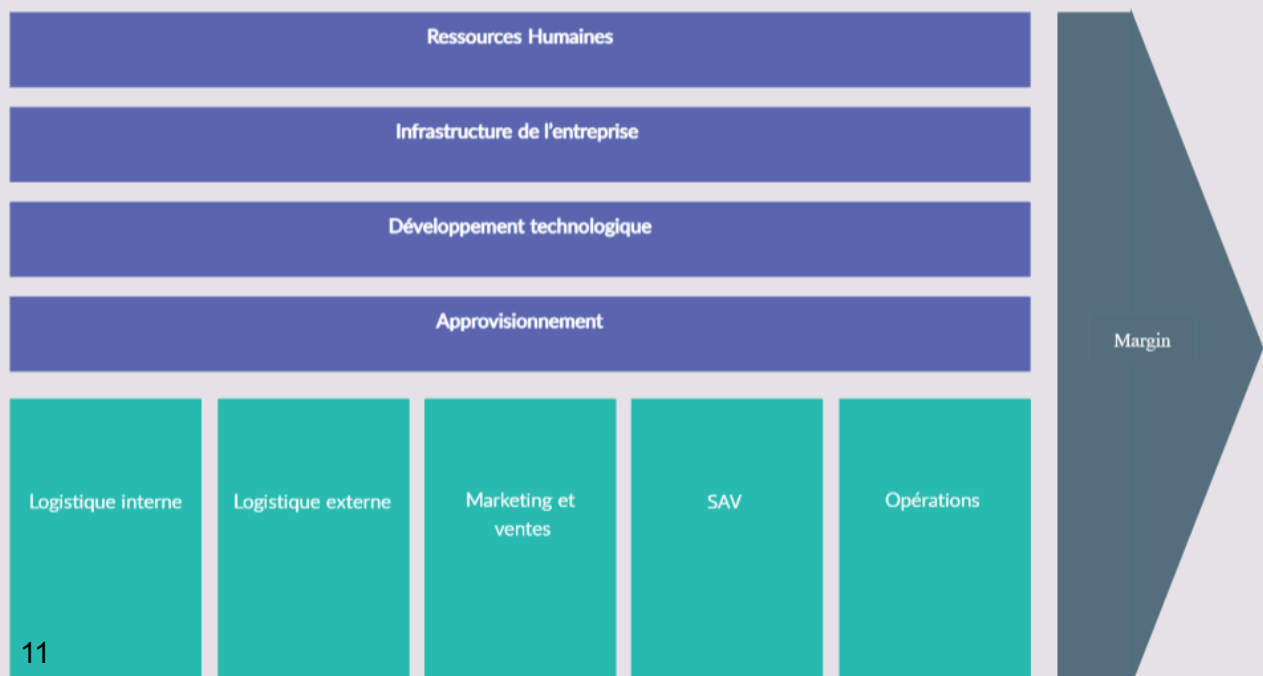 Ressources Humaines
Infrastructure de l'entreprise
Développement technologique
Approvisionnement
Margin
Logistique interne
Logistique externe
Marketing et
ventes
SAV
Opérations
11